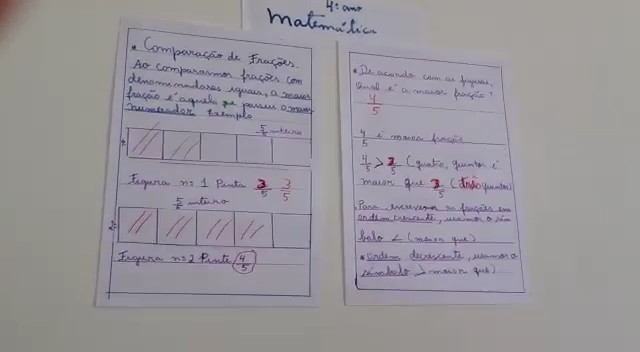 4º ano
Matemática
• Comparação de Frações.
Ao compararmos frações com
denominadores iguais, a maior
fração é aquela que possui o maior
numerador Exemplo
5/5 inteiro
Figura nº 1 Pinta 3/5 3/5
5/5 inteiro
2º
Figura nº 2 Pinte 4/5
• De acordo com as figuras,
Qual é a maior fração?
4/5
4/5 é maior fração
4/5 > 3/5 (quatro, quintos é
maior que 3/5 (três quintos)
Para escrevermos as frações em
ordem crescente, usamos o sím
bolo < (menor que)
• ordem decrescente, usamos o
símbolo > maior que)